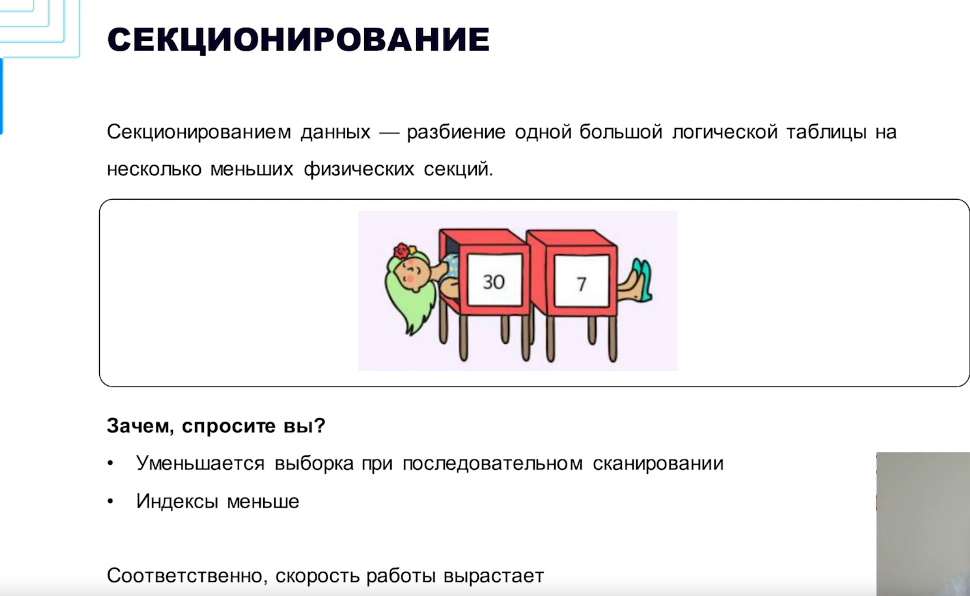 СЕКЦИОНИРОВАНИЕ
Секционированием данных — разбиение одной большой логической таблицы на
несколько меньших физических секций.
30 7
Зачем, спросите вы?
• Уменьшается выборка при последовательном сканировании
• Индексы меньше
Соответственно, скорость работы вырастает